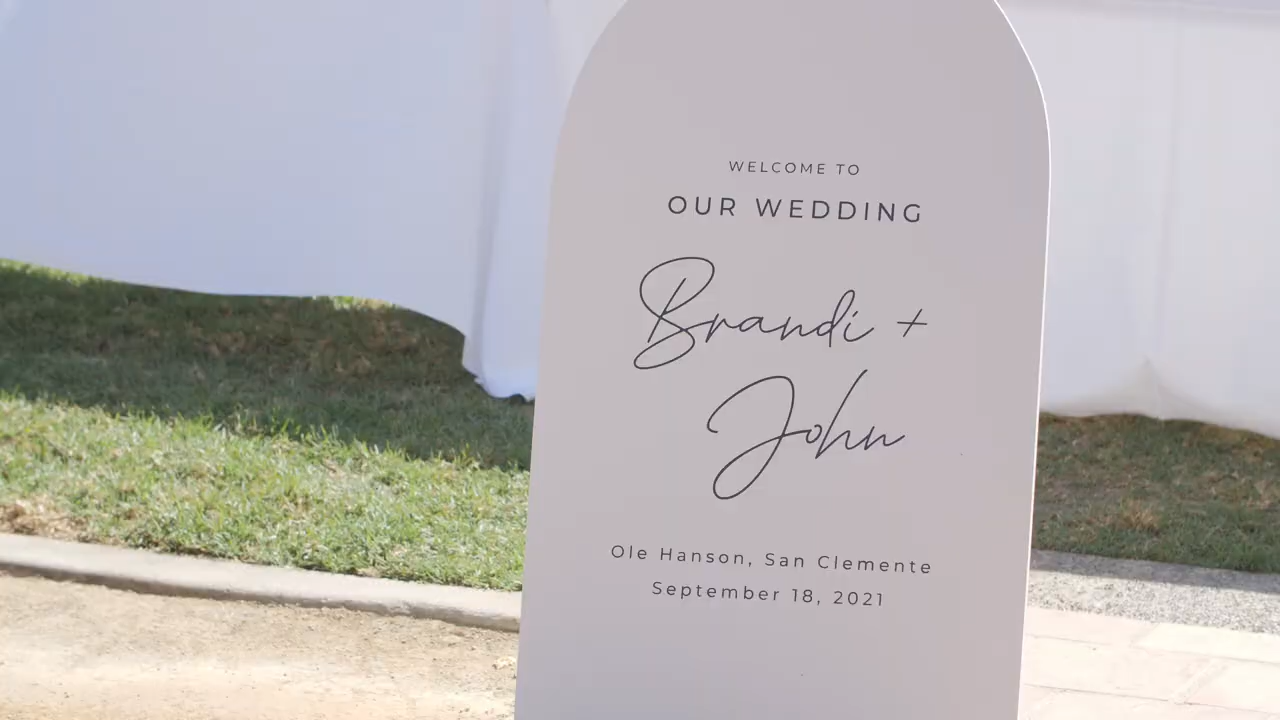 WELCOME TO
OUR WEDDING
Brandi +
John
Ole Hanson, San Clemente
September 18, 2021